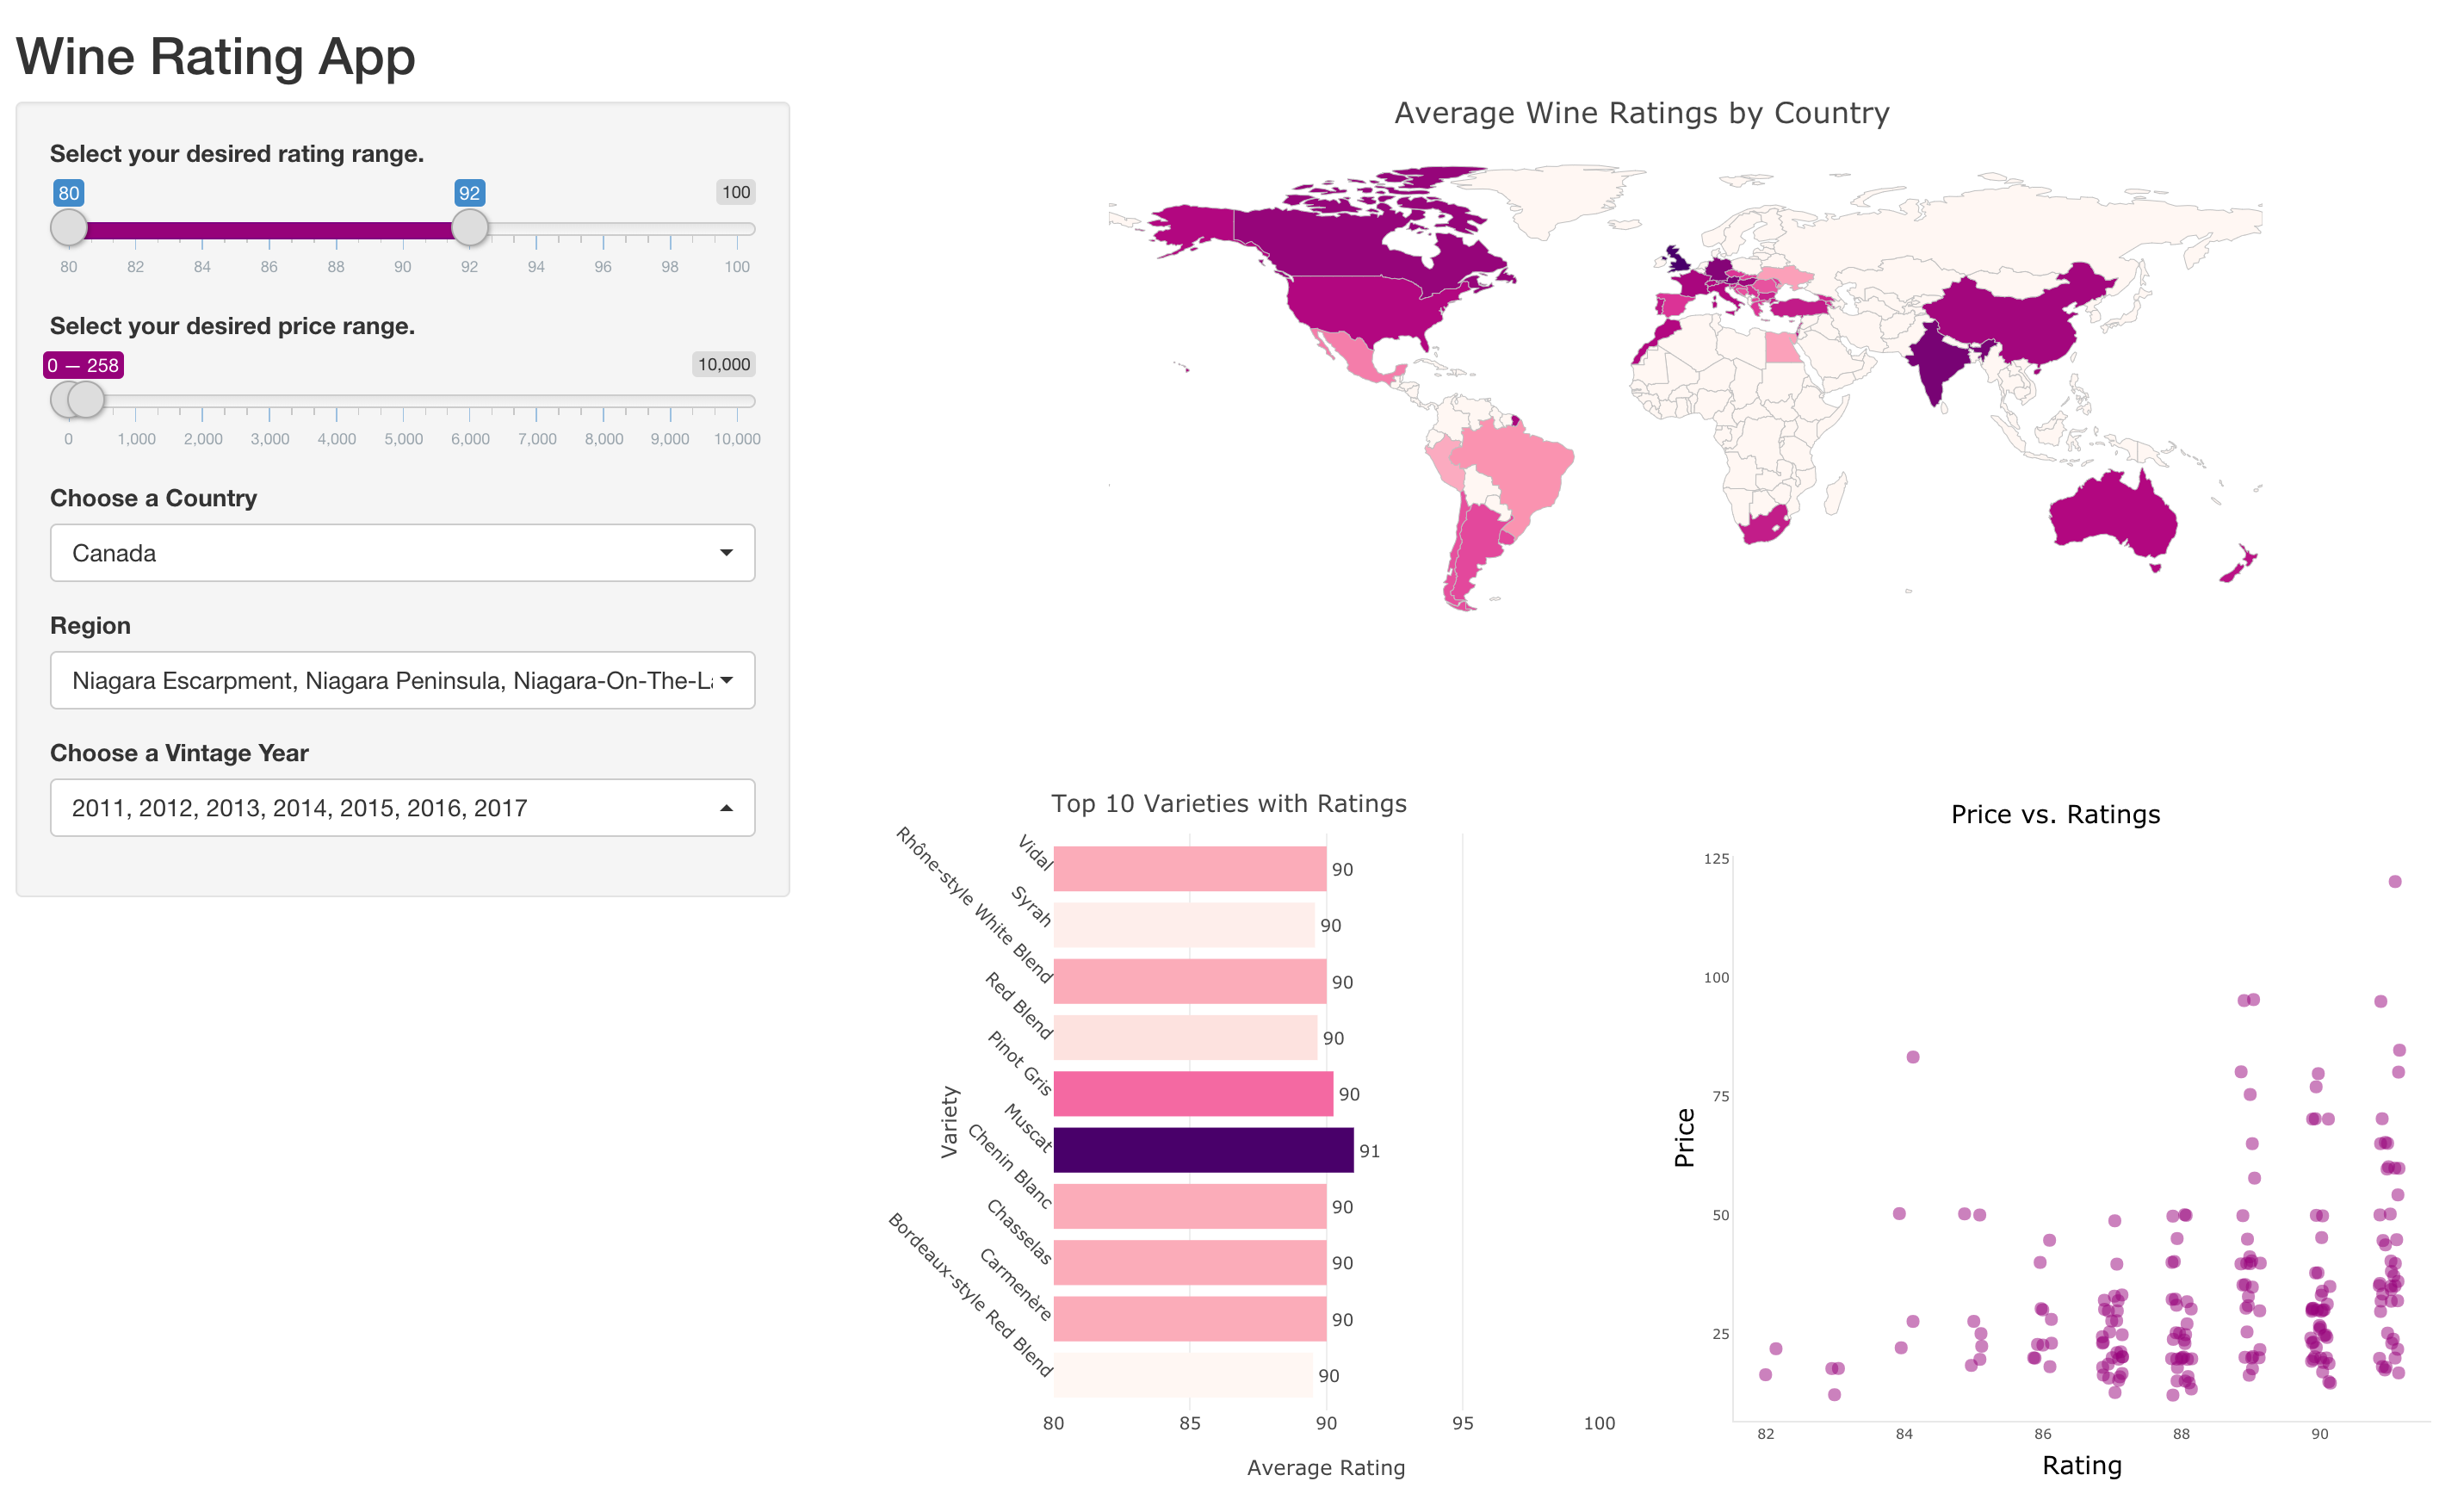 Wine Rating App
Select your desired rating range.
80 92 100
80 82 84 86 88 90 92 94 96 98 100
Select your desired price range.
0 — 258 10,000
0 1,000 2,000 3,000 4,000 5,000 6,000 7,000 8,000 9,000 10,000
Choose a Country
Canada
Region
Niagara Escarpment, Niagara Peninsula, Niagara-On-The-La
Choose a Vintage Year
2011, 2012, 2013, 2014, 2015, 2016, 2017
Average Wine Ratings by Country
Top 10 Varieties with Ratings
Variety
Vidal 90
Syrah 90
Rhône-style White Blend 90
Red Blend 90
Pinot Gris 90
Muscat 91
Chenin Blanc 90
Chasselas 90
Carmenère 90
Bordeaux-style Red Blend 90
80 85 90 95 100
Average Rating
Price vs. Ratings
Price
125
100
75
50
25
82 84 86 88 90
Rating